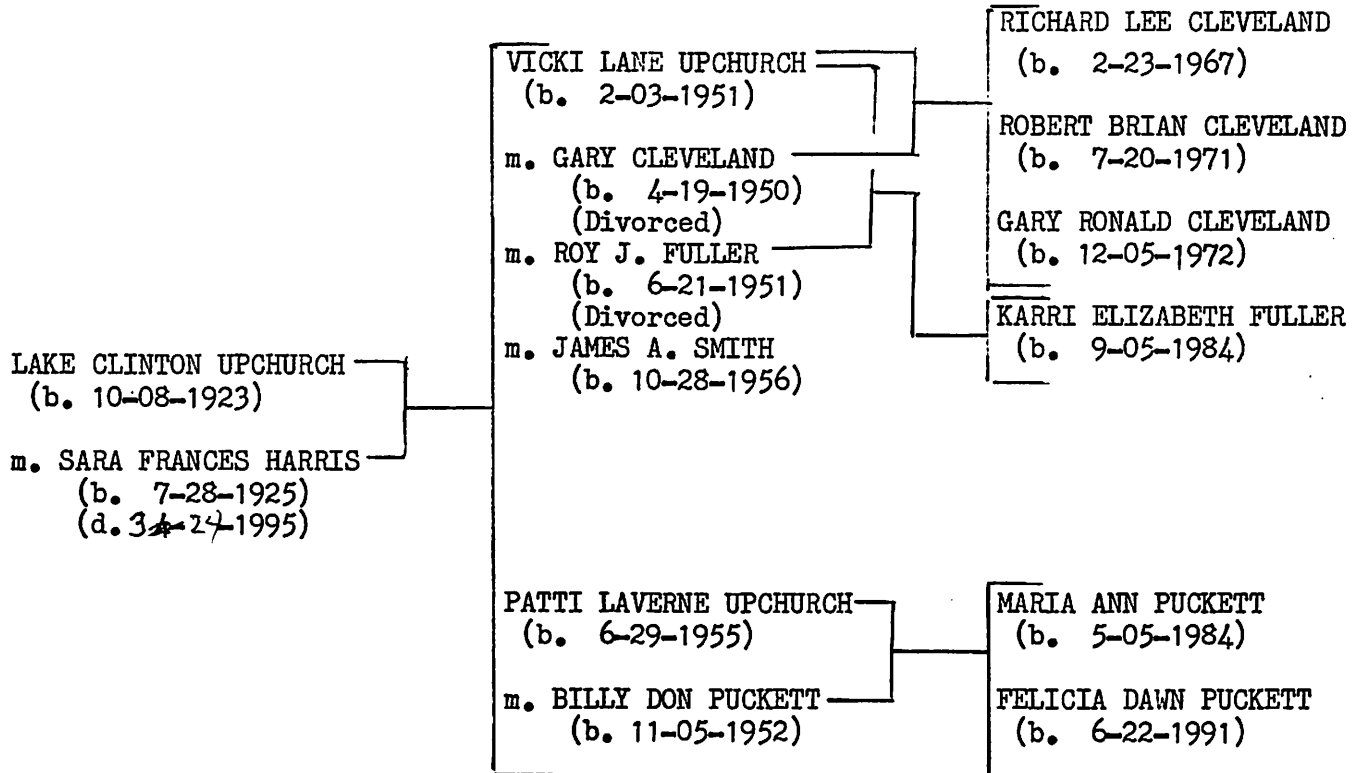 LAKE CLINTON UPCHURCH
(b. 10-08-1923)
m. SARA FRANCES HARRIS
(b. 7-28-1925)
(d. 24-1995)
VICKI LANE UPCHURCH
(b. 2-03-1951)
m. GARY CLEVELAND
(b. 4-19-1950)
(Divorced)
m. ROY J. FULLER
(b. 6-21-1951)
(Divorced)
m. JAMES A. SMITH
(b. 10-28-1956)
PATTI LAVERNE UPCHURCH
(b. 6-29-1955)
m. BILLY DON PUCKETT
(b. 11-05-1952)
RICHARD LEE CLEVELAND
(b. 2-23-1967)
ROBERT BRIAN CLEVELAND
(b. 7-20-1971)
GARY RONALD CLEVELAND
(b. 12-05-1972)
KARRI ELIZABETH FULLER
(b. 9-05-1984)
MARIA ANN PUCKETT
(b. 5-05-1984)
FELICIA DAWN PUCKETT
(b. 6-22-1991)